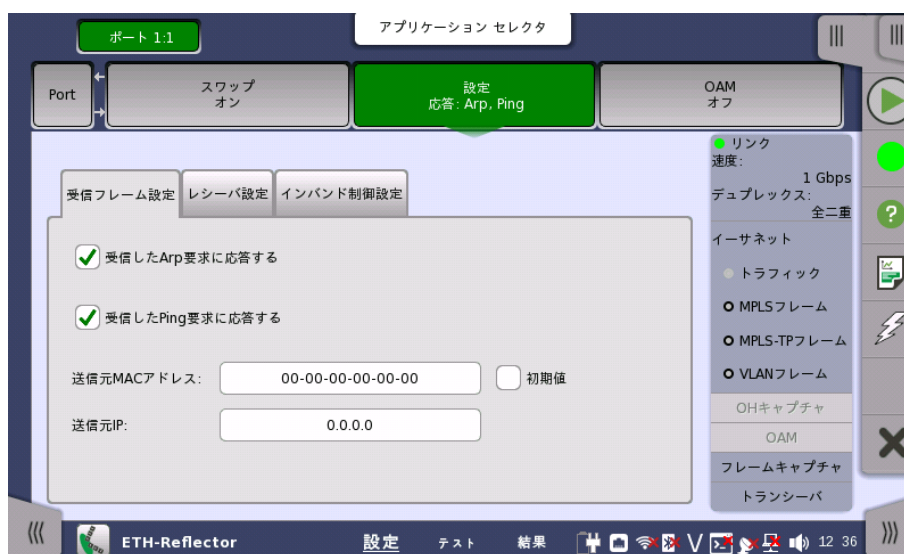 ポート 1:1
アプリケーション セレクタ
Port
スワップ
オン
設定
応答: Arp, Ping
OAM
オフ
受信フレーム設定
レシーバ設定
インバンド制御設定
受信したArp要求に応答する
受信したPing要求に応答する
送信元MACアドレス:
00-00-00-00-00-00
初期値
送信元IP:
0.0.0.0
リンク
速度:
1 Gbps
デュプレックス:
全二重
イーサネット
トラフィック
MPLSフレーム
MPLS-TPフレーム
VLANフレーム
OHキャプチャ
OAM
フレームキャプチャ
トランシーバ
ETH-Reflector
設定
テスト
結果
12 36